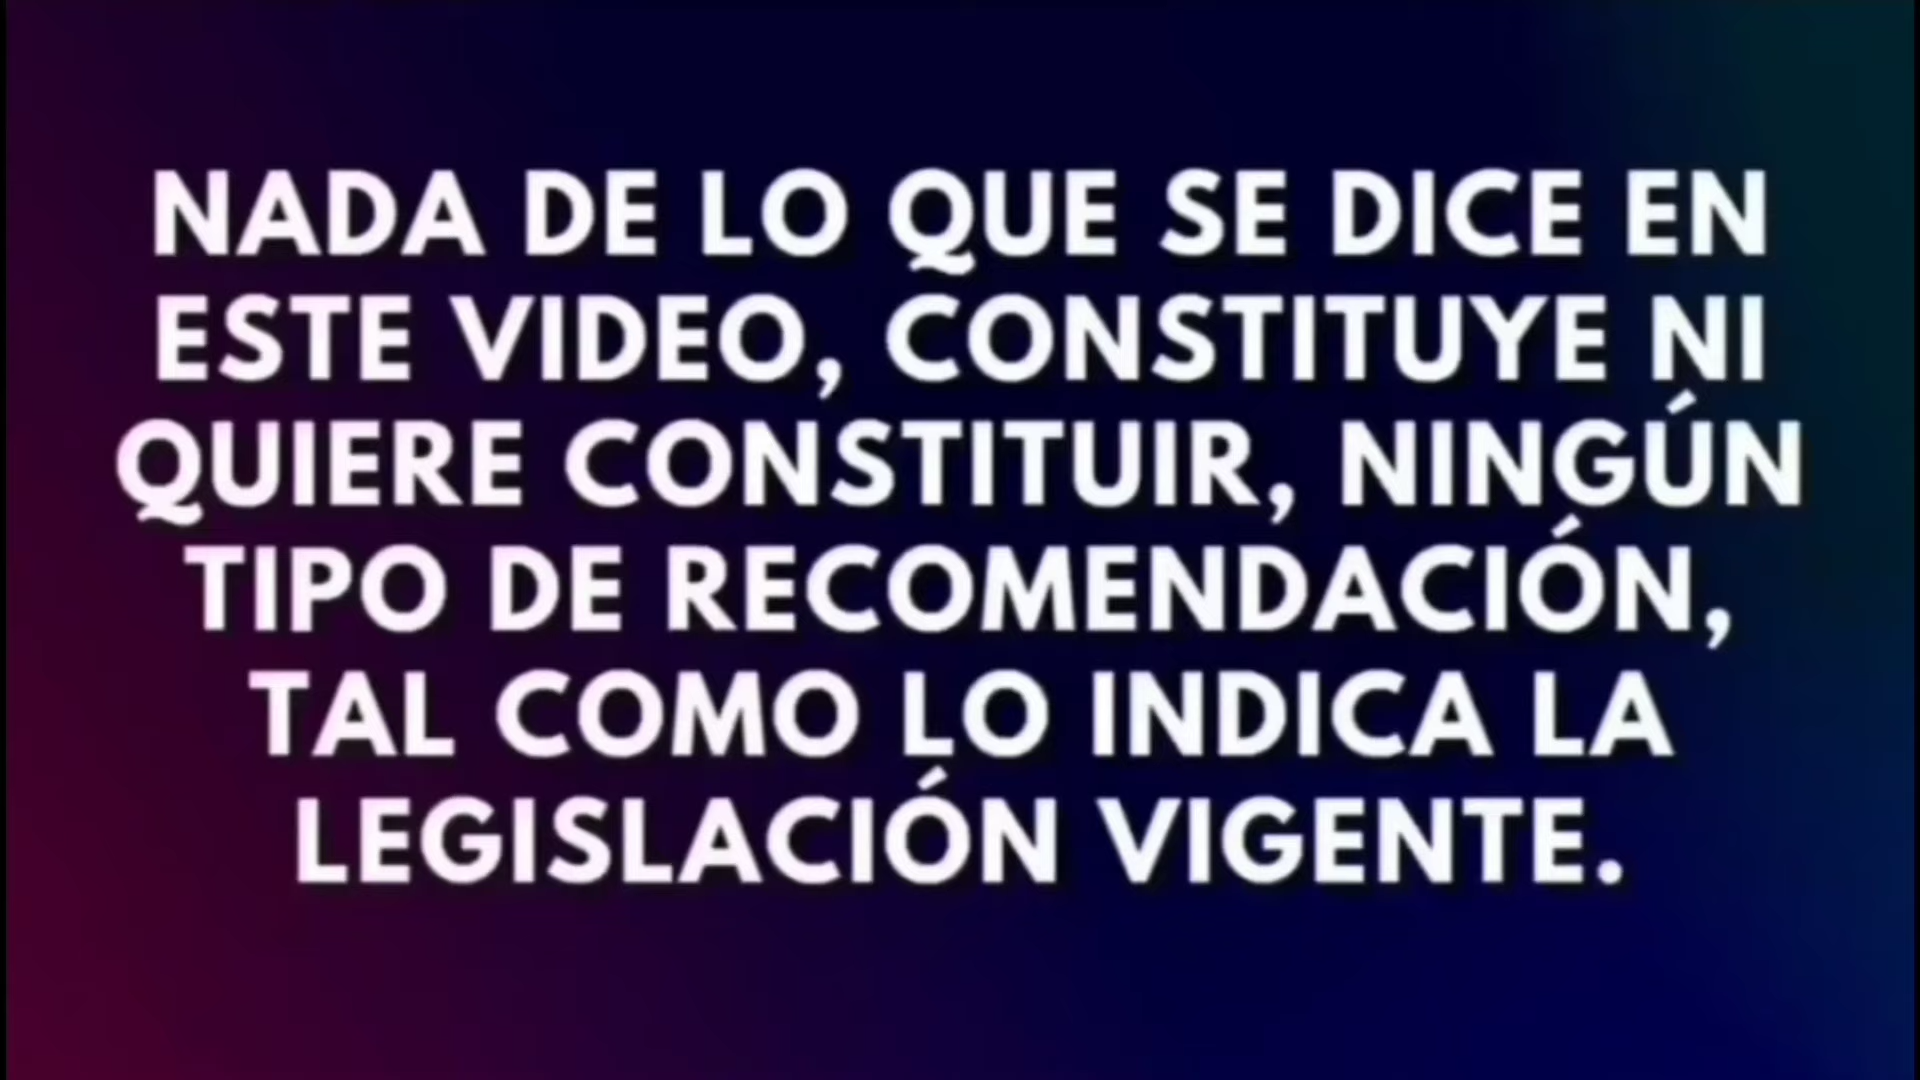 NADA DE LO QUE SE DICE EN
ESTE VIDEO, CONSTITUYE NI
QUIERE CONSTITUIR, NINGÚN
TIPO DE RECOMENDACIÓN,
TAL COMO LO INDICA LA
LEGISLACIÓN VIGENTE.